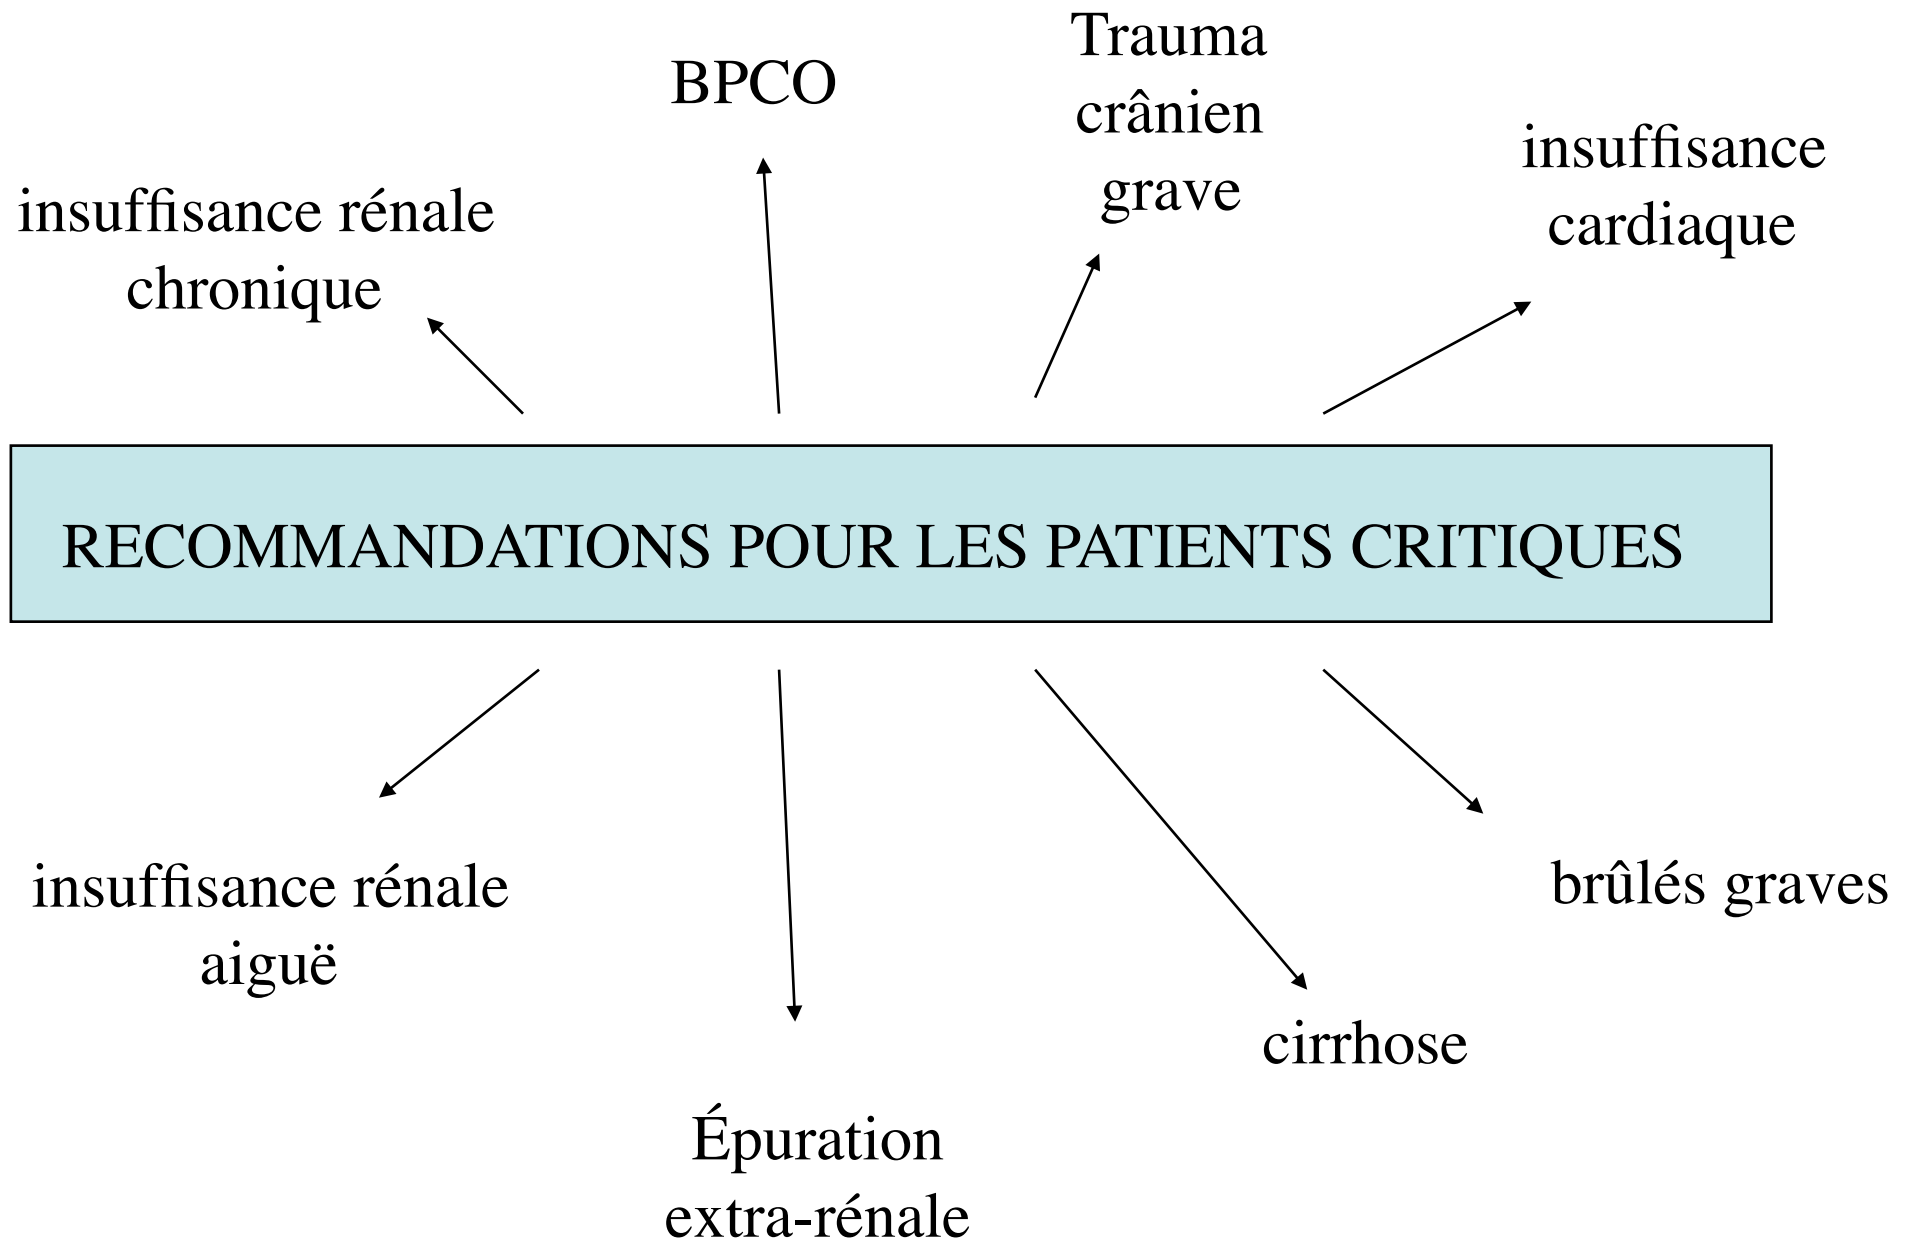 Trauma
crânien
grave
BPCO
insuffisance
cardiaque
insuffisance rénale
chronique
RECOMMANDATIONS POUR LES PATIENTS CRITIQUES
insuffisance rénale
aiguë
brûlés graves
cirrhose
Épuration
extra-rénale